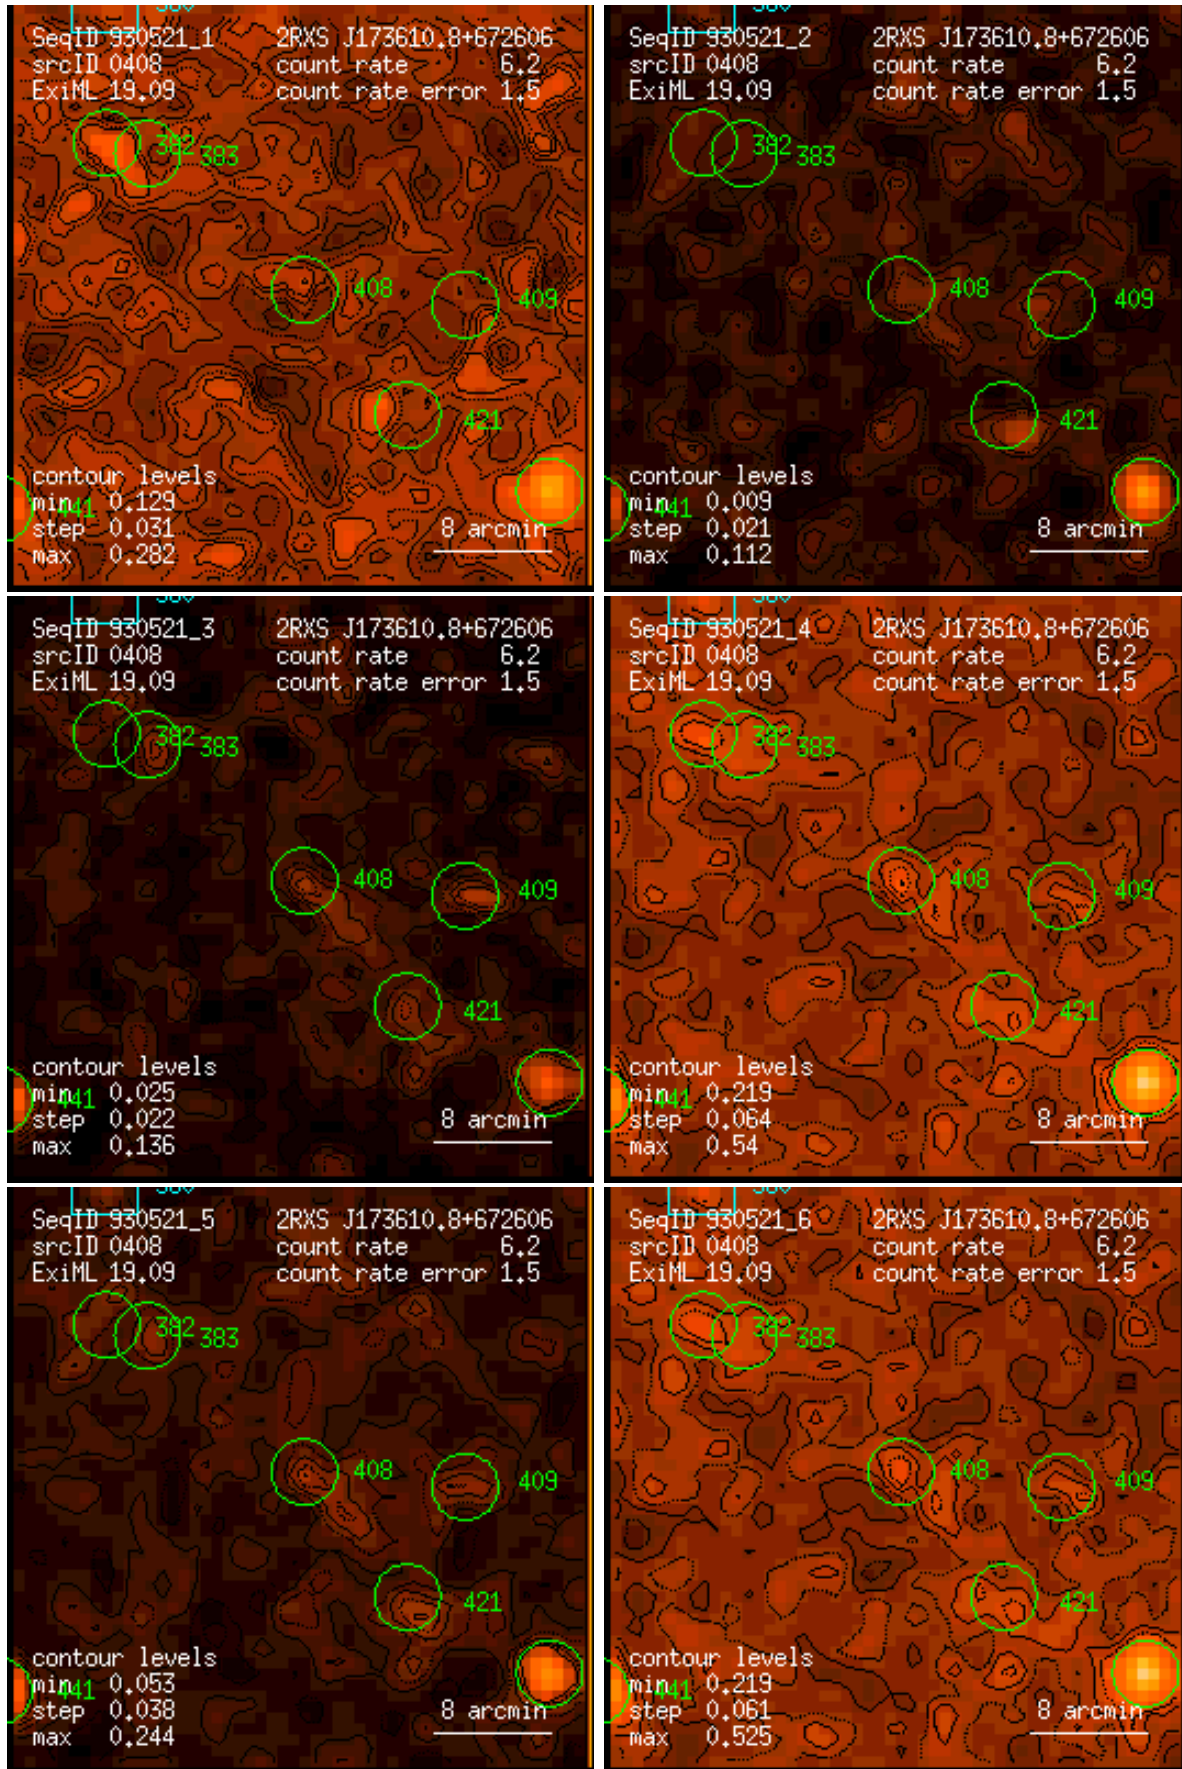 SeqID 930521_1 2RXS J173610.8+672606
srcID 0408 count rate 6.2
ExiML 19.09 count rate error 1.5
382 383
408
409
421
contour levels
min 0.129
441
step 0.031 8 arcmin
max 0.282
SeqID 930521_2 2RXS J173610.8+672606
srcID 0408 count rate 6.2
ExiML 19.09 count rate error 1.5
382 383
408
409
421
contour levels
min 0.009
441
step 0.021 8 arcmin
max 0.112
SeqID 930521_3 2RXS J173610.8+672606
srcID 0408 count rate 6.2
ExiML 19.09 count rate error 1.5
382 383
408
409
421
contour levels
min 0.025
441
step 0.022 8 arcmin
max 0.136
SeqID 930521_4 2RXS J173610.8+672606
srcID 0408 count rate 6.2
ExiML 19.09 count rate error 1.5
382 383
408
409
421
contour levels
min 0.219
441
step 0.064 8 arcmin
max 0.54
SeqID 930521_5 2RXS J173610.8+672606
srcID 0408 count rate 6.2
ExiML 19.09 count rate error 1.5
382 383
408
409
421
contour levels
min 0.053
441
step 0.038 8 arcmin
max 0.244
SeqID 930521_6 2RXS J173610.8+672606
srcID 0408 count rate 6.2
ExiML 19.09 count rate error 1.5
382 383
408
409
421
contour levels
min 0.219
441
step 0.061 8 arcmin
max 0.525